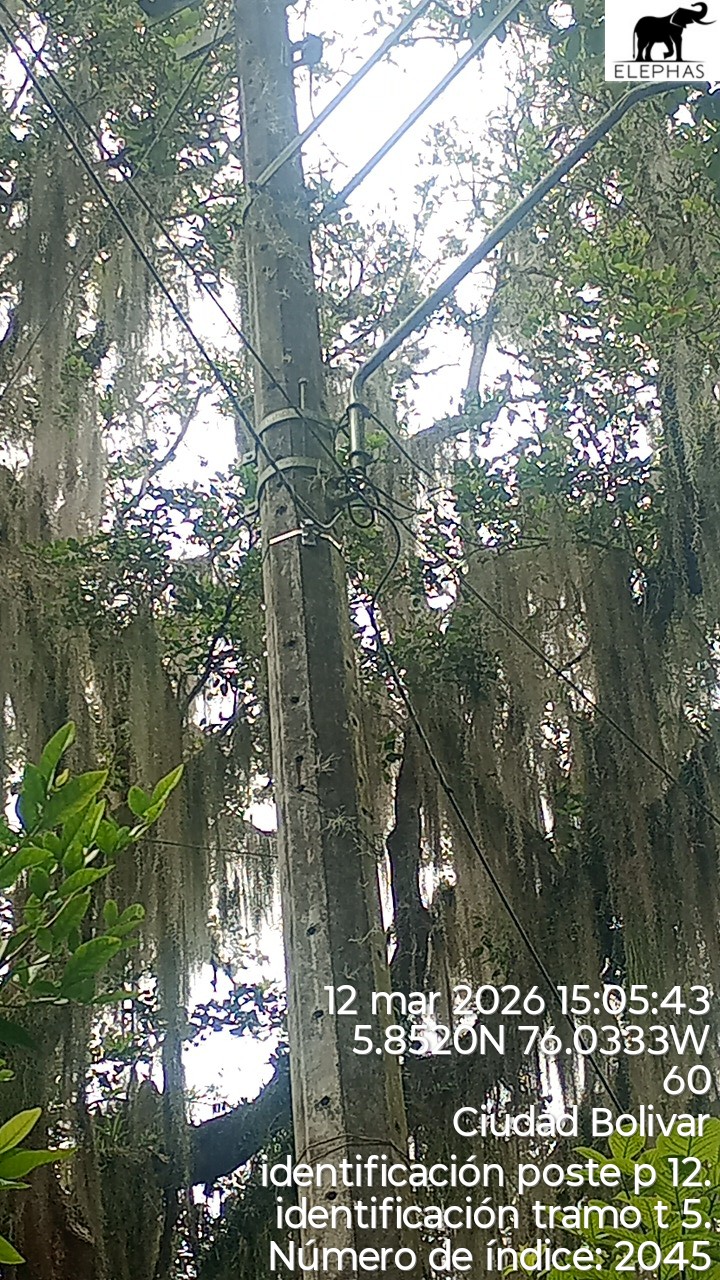 ELEPHAS
12 mar 2026 15:05:43
5.8520N 76.0333W
60
Ciudad Bolivar
identificación poste p 12.
identificación tramo t 5.
Número de índice: 2045